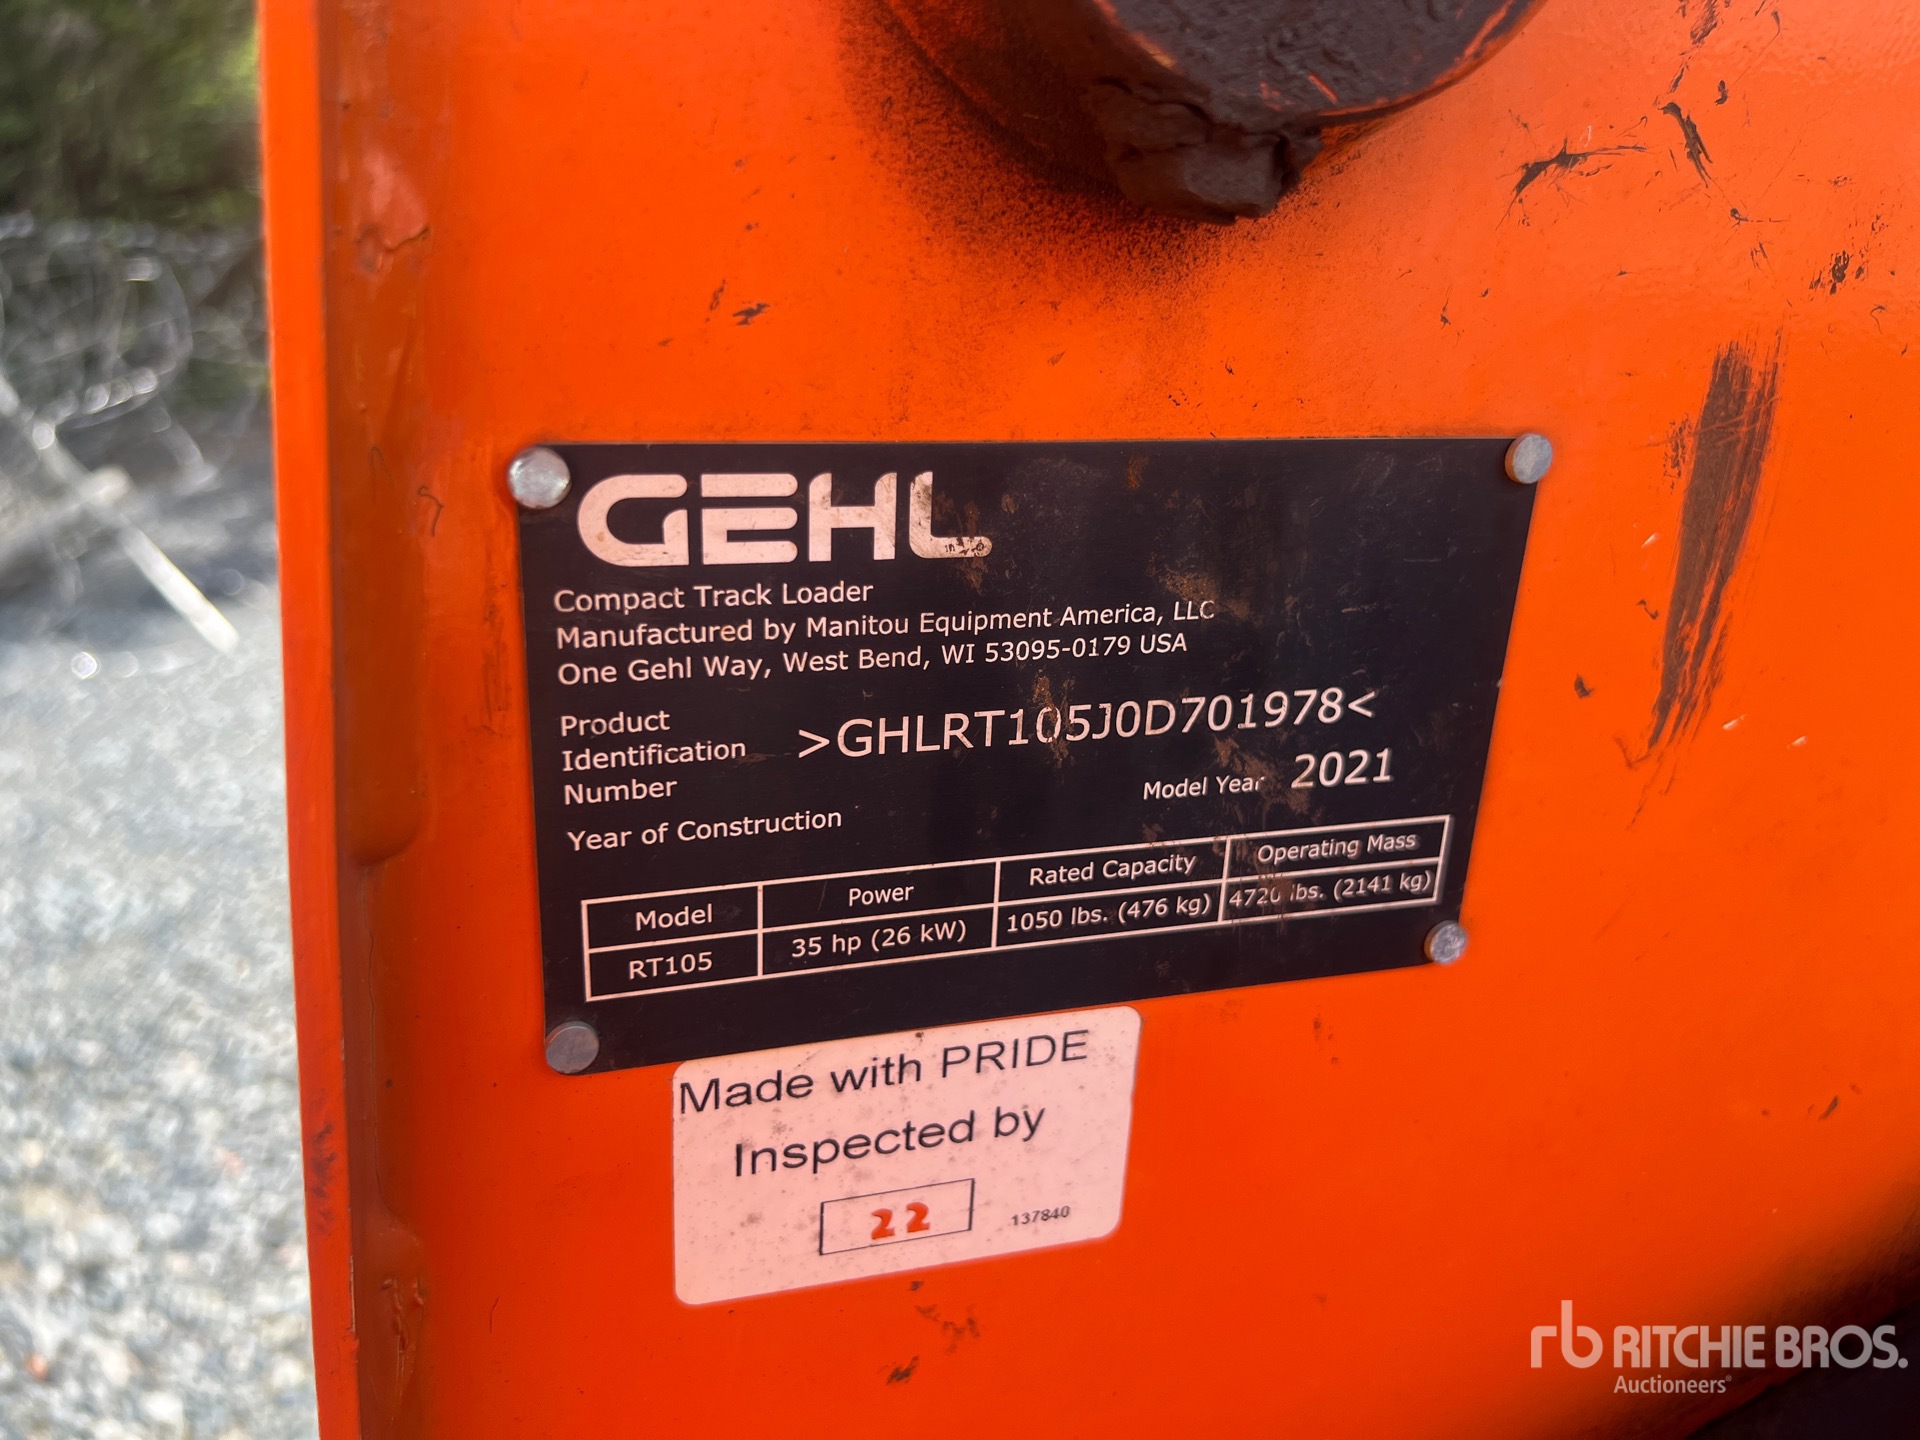 GEHL
Compact Track Loader
Manufactured by Manitou Equipment America, LLC
One Gehl Way, West Bend, WI 53095-0179 USA
Product
Identification
Number
>GHLRT105J0D701978<
Model Year 2021
Year of Construction
Model Power Rated Capacity Operating Mass
RT105 35 hp (26 kW) 1050 lbs. (476 kg) 4720 lbs. (2141 kg)
Made with PRIDE
Inspected by
22 137840
rb RITCHIE BROS.
Auctioneers®